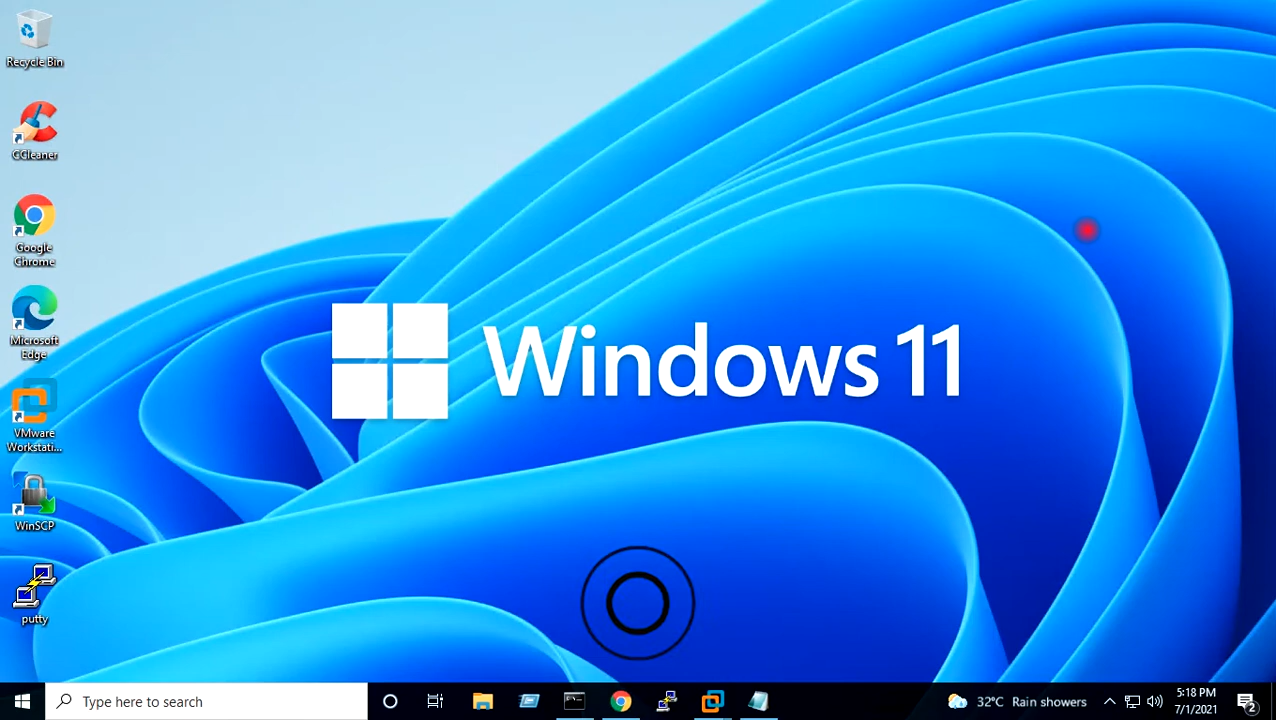 Recycle Bin
CCleaner
Google
Chrome
Microsoft
Edge
VMware
Workstati...
WinSCP
putty
Windows 11
Type here to search
32°C Rain showers
5:18 PM
7/1/2021
2